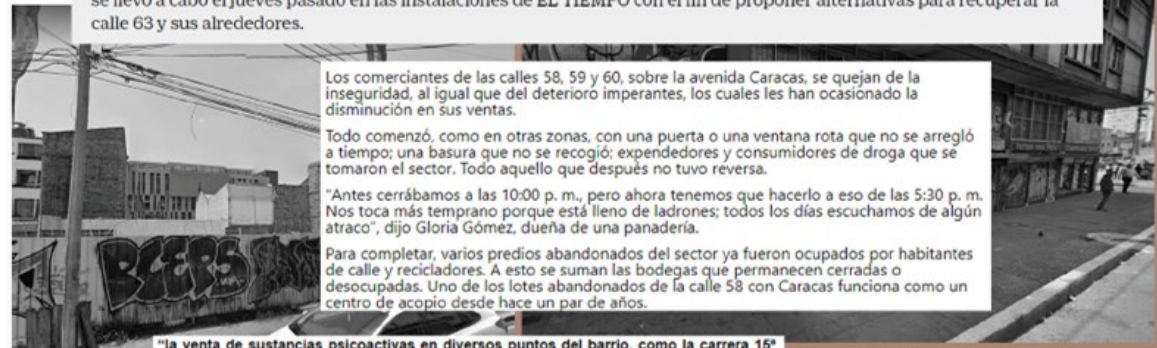 se llevó a cabo el jueves pasado en las instalaciones de EL TIEMPO con el fin de proponer alternativas para recuperar la
calle 63 y sus alrededores.
Los comerciantes de las calles 58, 59 y 60, sobre la avenida Caracas, se quejan de la
inseguridad, al igual que del deterioro imperantes, los cuales les han ocasionado la
disminución en sus ventas.
Todo comenzó, como en otras zonas, con una puerta o una ventana rota que no se arregló
a tiempo; una basura que no se recogió; expendedores y consumidores de droga que se
tomaron el sector. Todo aquello que después no tuvo reversa.
"Antes cerrábamos a las 10:00 p. m., pero ahora tenemos que hacerlo a eso de las 5:30 p. m.
Nos toca más temprano porque está lleno de ladrones; todos los días escuchamos de algún
atraco", dijo Gloria Gómez, dueña de una panadería.
Para completar, varios predios abandonados del sector ya fueron ocupados por habitantes
de calle y recicladores. A esto se suman las bodegas que permanecen cerradas o
desocupadas. Uno de los lotes abandonados de la calle 58 con Caracas funciona como un
centro de acopio desde hace un par de años.
"la venta de sustancias psicoactivas en diversos puntos del barrio, como la carrera 15ª